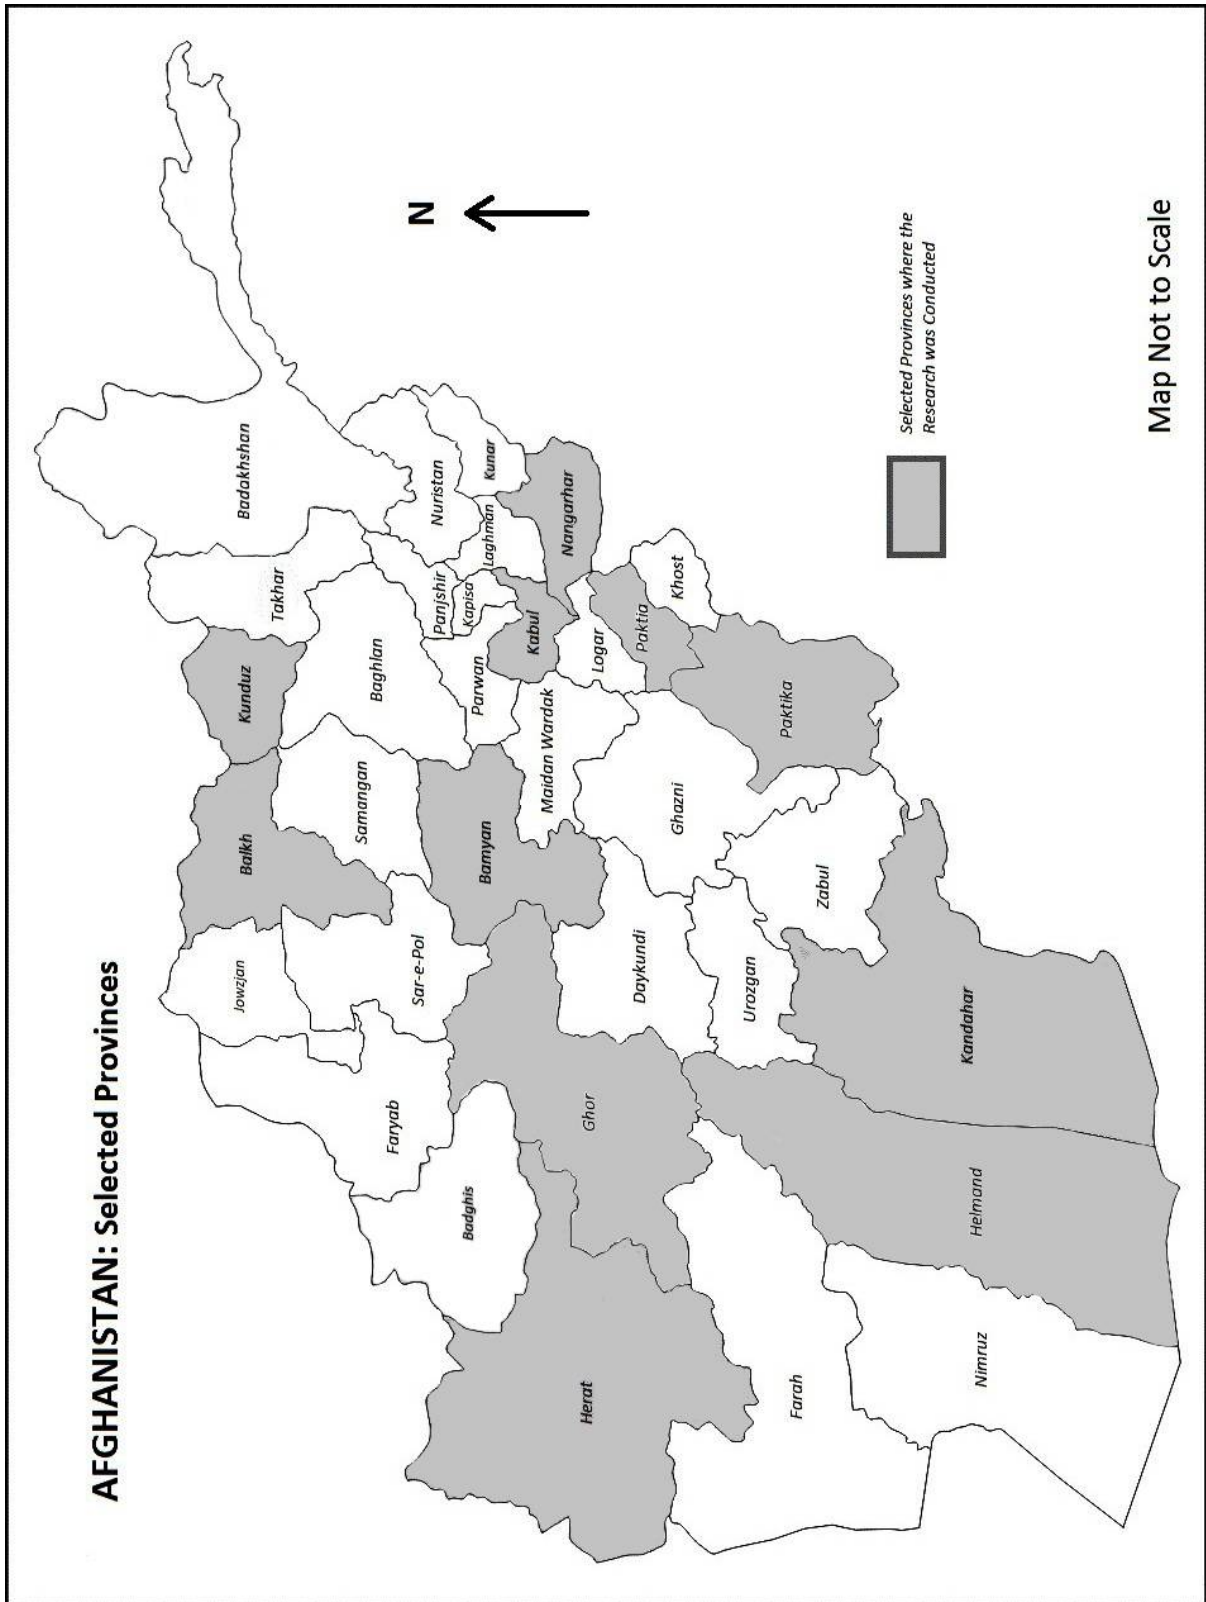 AFGHANISTAN: Selected Provinces
Badokhshan
Takhar
Kunduz
Balkh
Jowzjan
Baghlan
Samangan
Sar-e-Pol
Faryab
Badghis
Nuristan
Kunar
Laghman
Panjshir
Kapisa
Parwan
Kabul
Nangarhar
Bamyan
Maidan Wardak
Logar
Paktia
Khost
Ghor
Herat
Daykundi
Ghazni
Paktika
Urozgan
Zabul
Farah
Nimruz
Helmand
Kandahar
N
Selected Provinces where the
Research was Conducted
Map Not to Scale